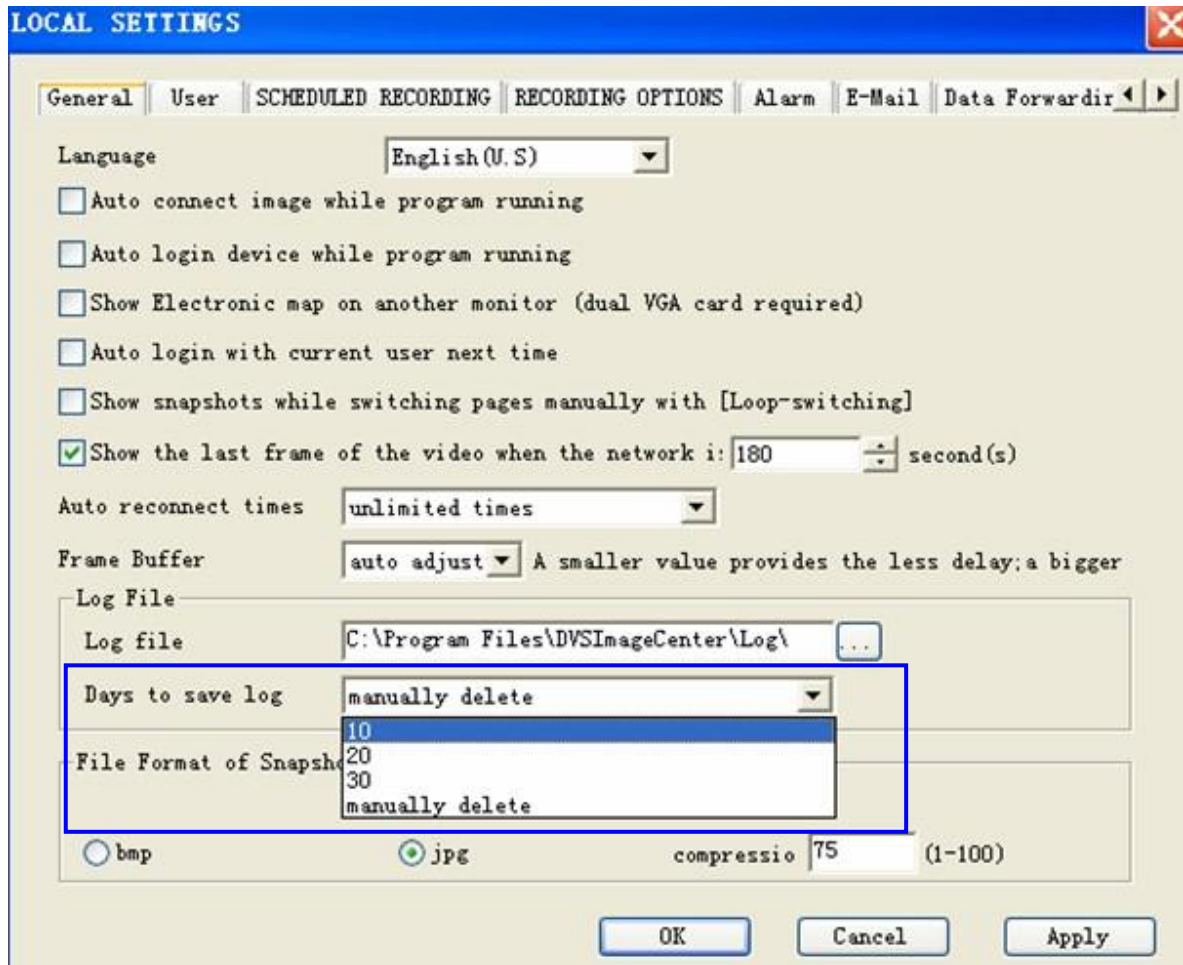 LOCAL SETTINGS
General User SCHEDULED RECORDING RECORDING OPTIONS Alarm E-Mail Data Forwardir
Language English(U.S)
Auto connect image while program running
Auto login device while program running
Show Electronic map on another monitor (dual VGA card required)
Auto login with current user next time
Show snapshots while switching pages manually with [Loop-switching]
Show the last frame of the video when the network i: 180 second(s)
Auto reconnect times unlimited times
Frame Buffer auto adjust A smaller value provides the less delay;a bigger
Log File
Log file C:\Program Files\DVSImageCenter\Log\ ...
Days to save log manually delete
10
File Format of Snapsho
20
30
manually delete
bmp jpg compressio 75 (1-100)
OK Cancel Apply